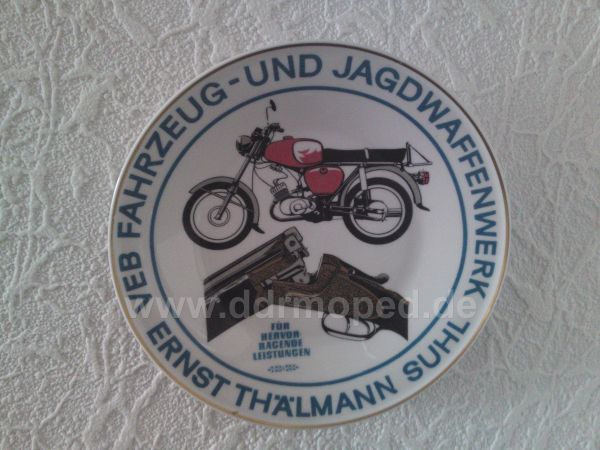 VEB FAHRZEUG-UND JAGDWAFFENWERK
ERNST THÄLMANN SUHL
FÜR
HERVOR-
RAGENDE
LEISTUNGEN
www.ddrmoped.de